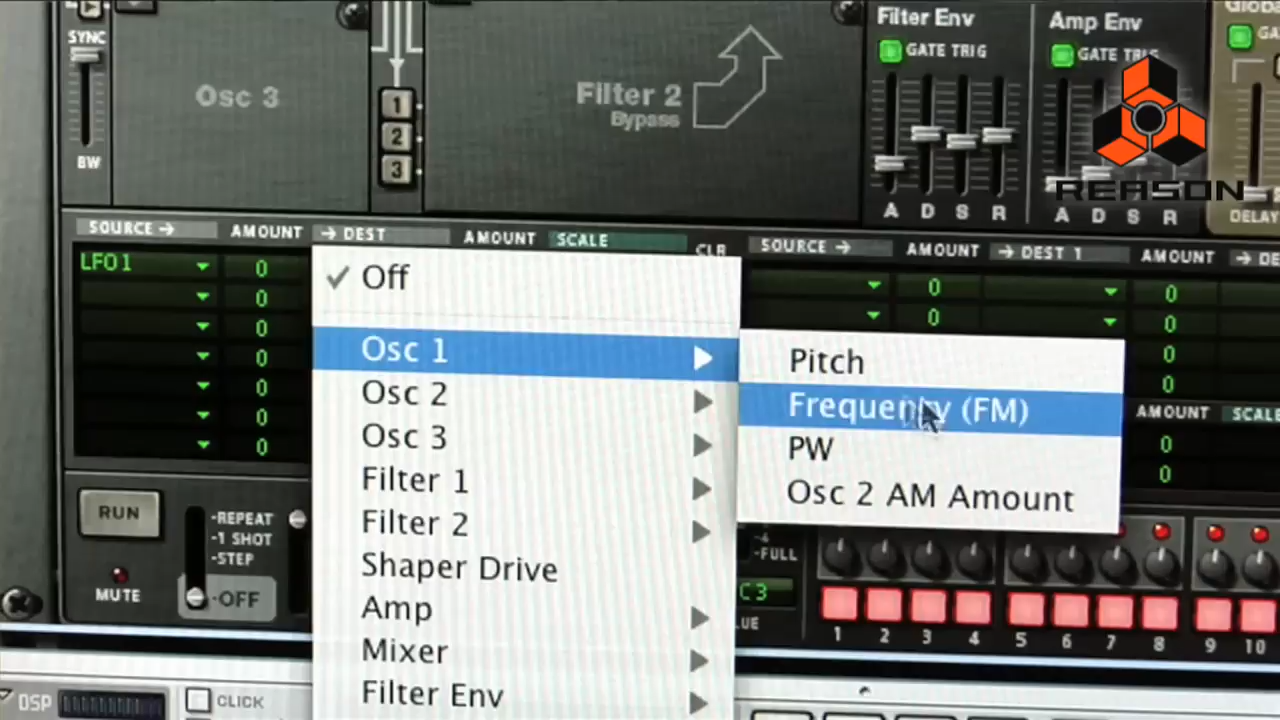 SYNC
BW
Osc 3
1
2
3
Filter 2
Bypass
Filter Env
GATE TRIG
A D S R
Amp Env
GATE TRIG
A D S R
REASON
DELAY
SOURCE → AMOUNT → DEST AMOUNT SCALE CLR
SOURCE → AMOUNT → DEST 1 AMOUNT
LFO1 0
0
0
0
0
0
0
0 0
0 0
0
0
AMOUNT SCALE
0
0
✓ Off
Osc 1
Osc 2
Osc 3
Filter 1
Filter 2
Shaper Drive
Amp
Mixer
Filter Env
Pitch
Frequency (FM)
PW
Osc 2 AM Amount
RUN
MUTE
-REPEAT
-1 SHOT
-STEP
-OFF
-FULL
1 2 3 4 5 6 7 8 9 10
DSP
CLICK